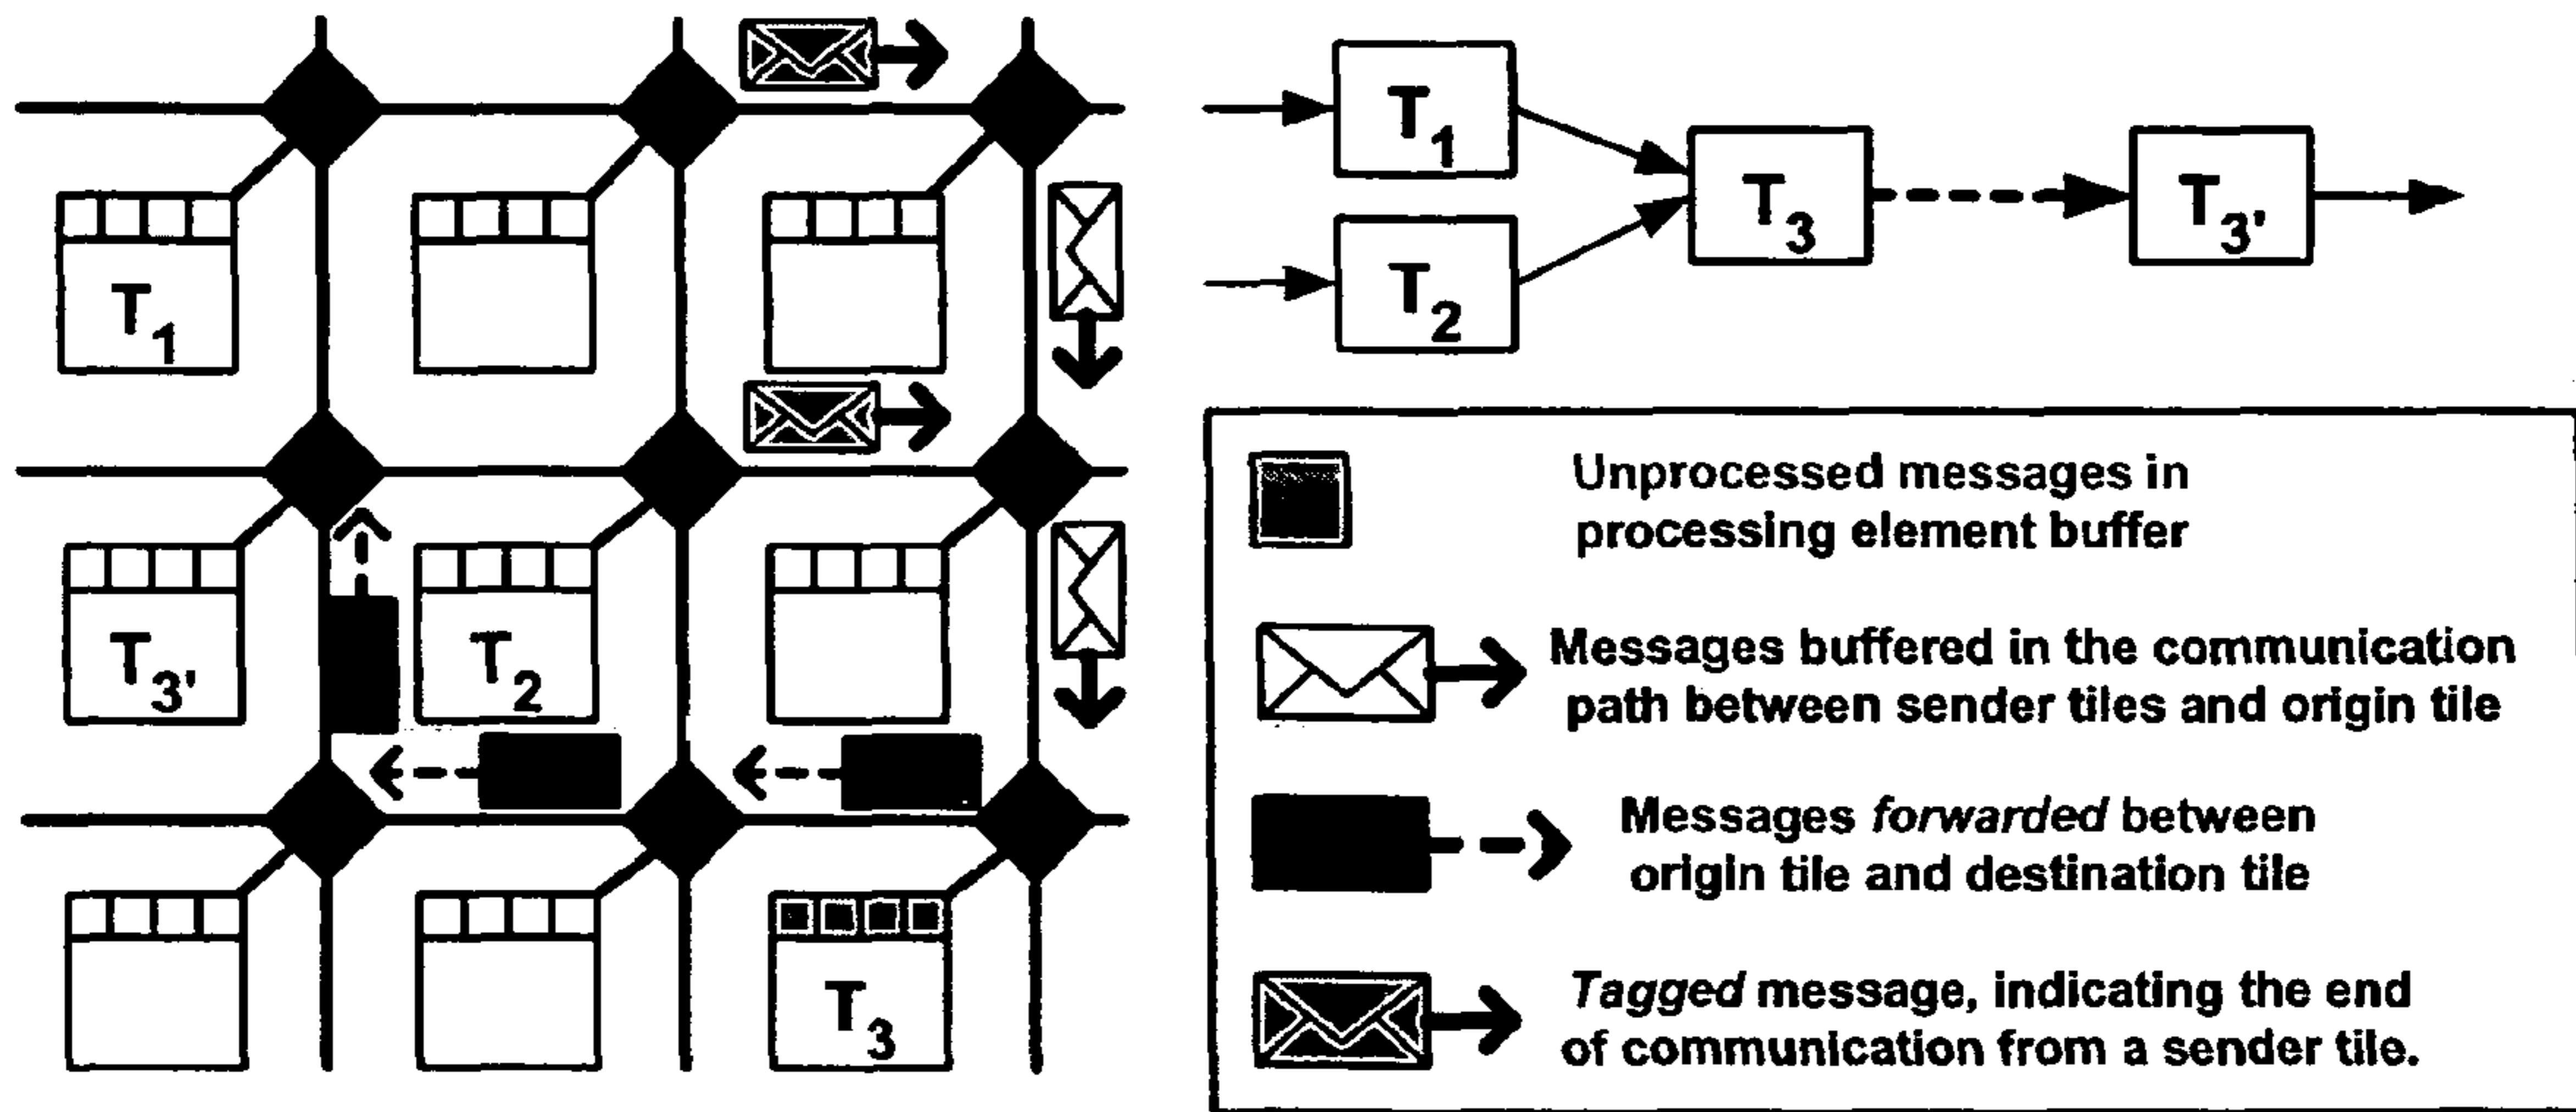 T1
T3'
T2
T3
T1
T2
T3
T3'
Unprocessed messages in
processing element buffer
Messages buffered in the communication
path between sender tiles and origin tile
Messages forwarded between
origin tile and destination tile
Tagged message, indicating the end
of communication from a sender tile.